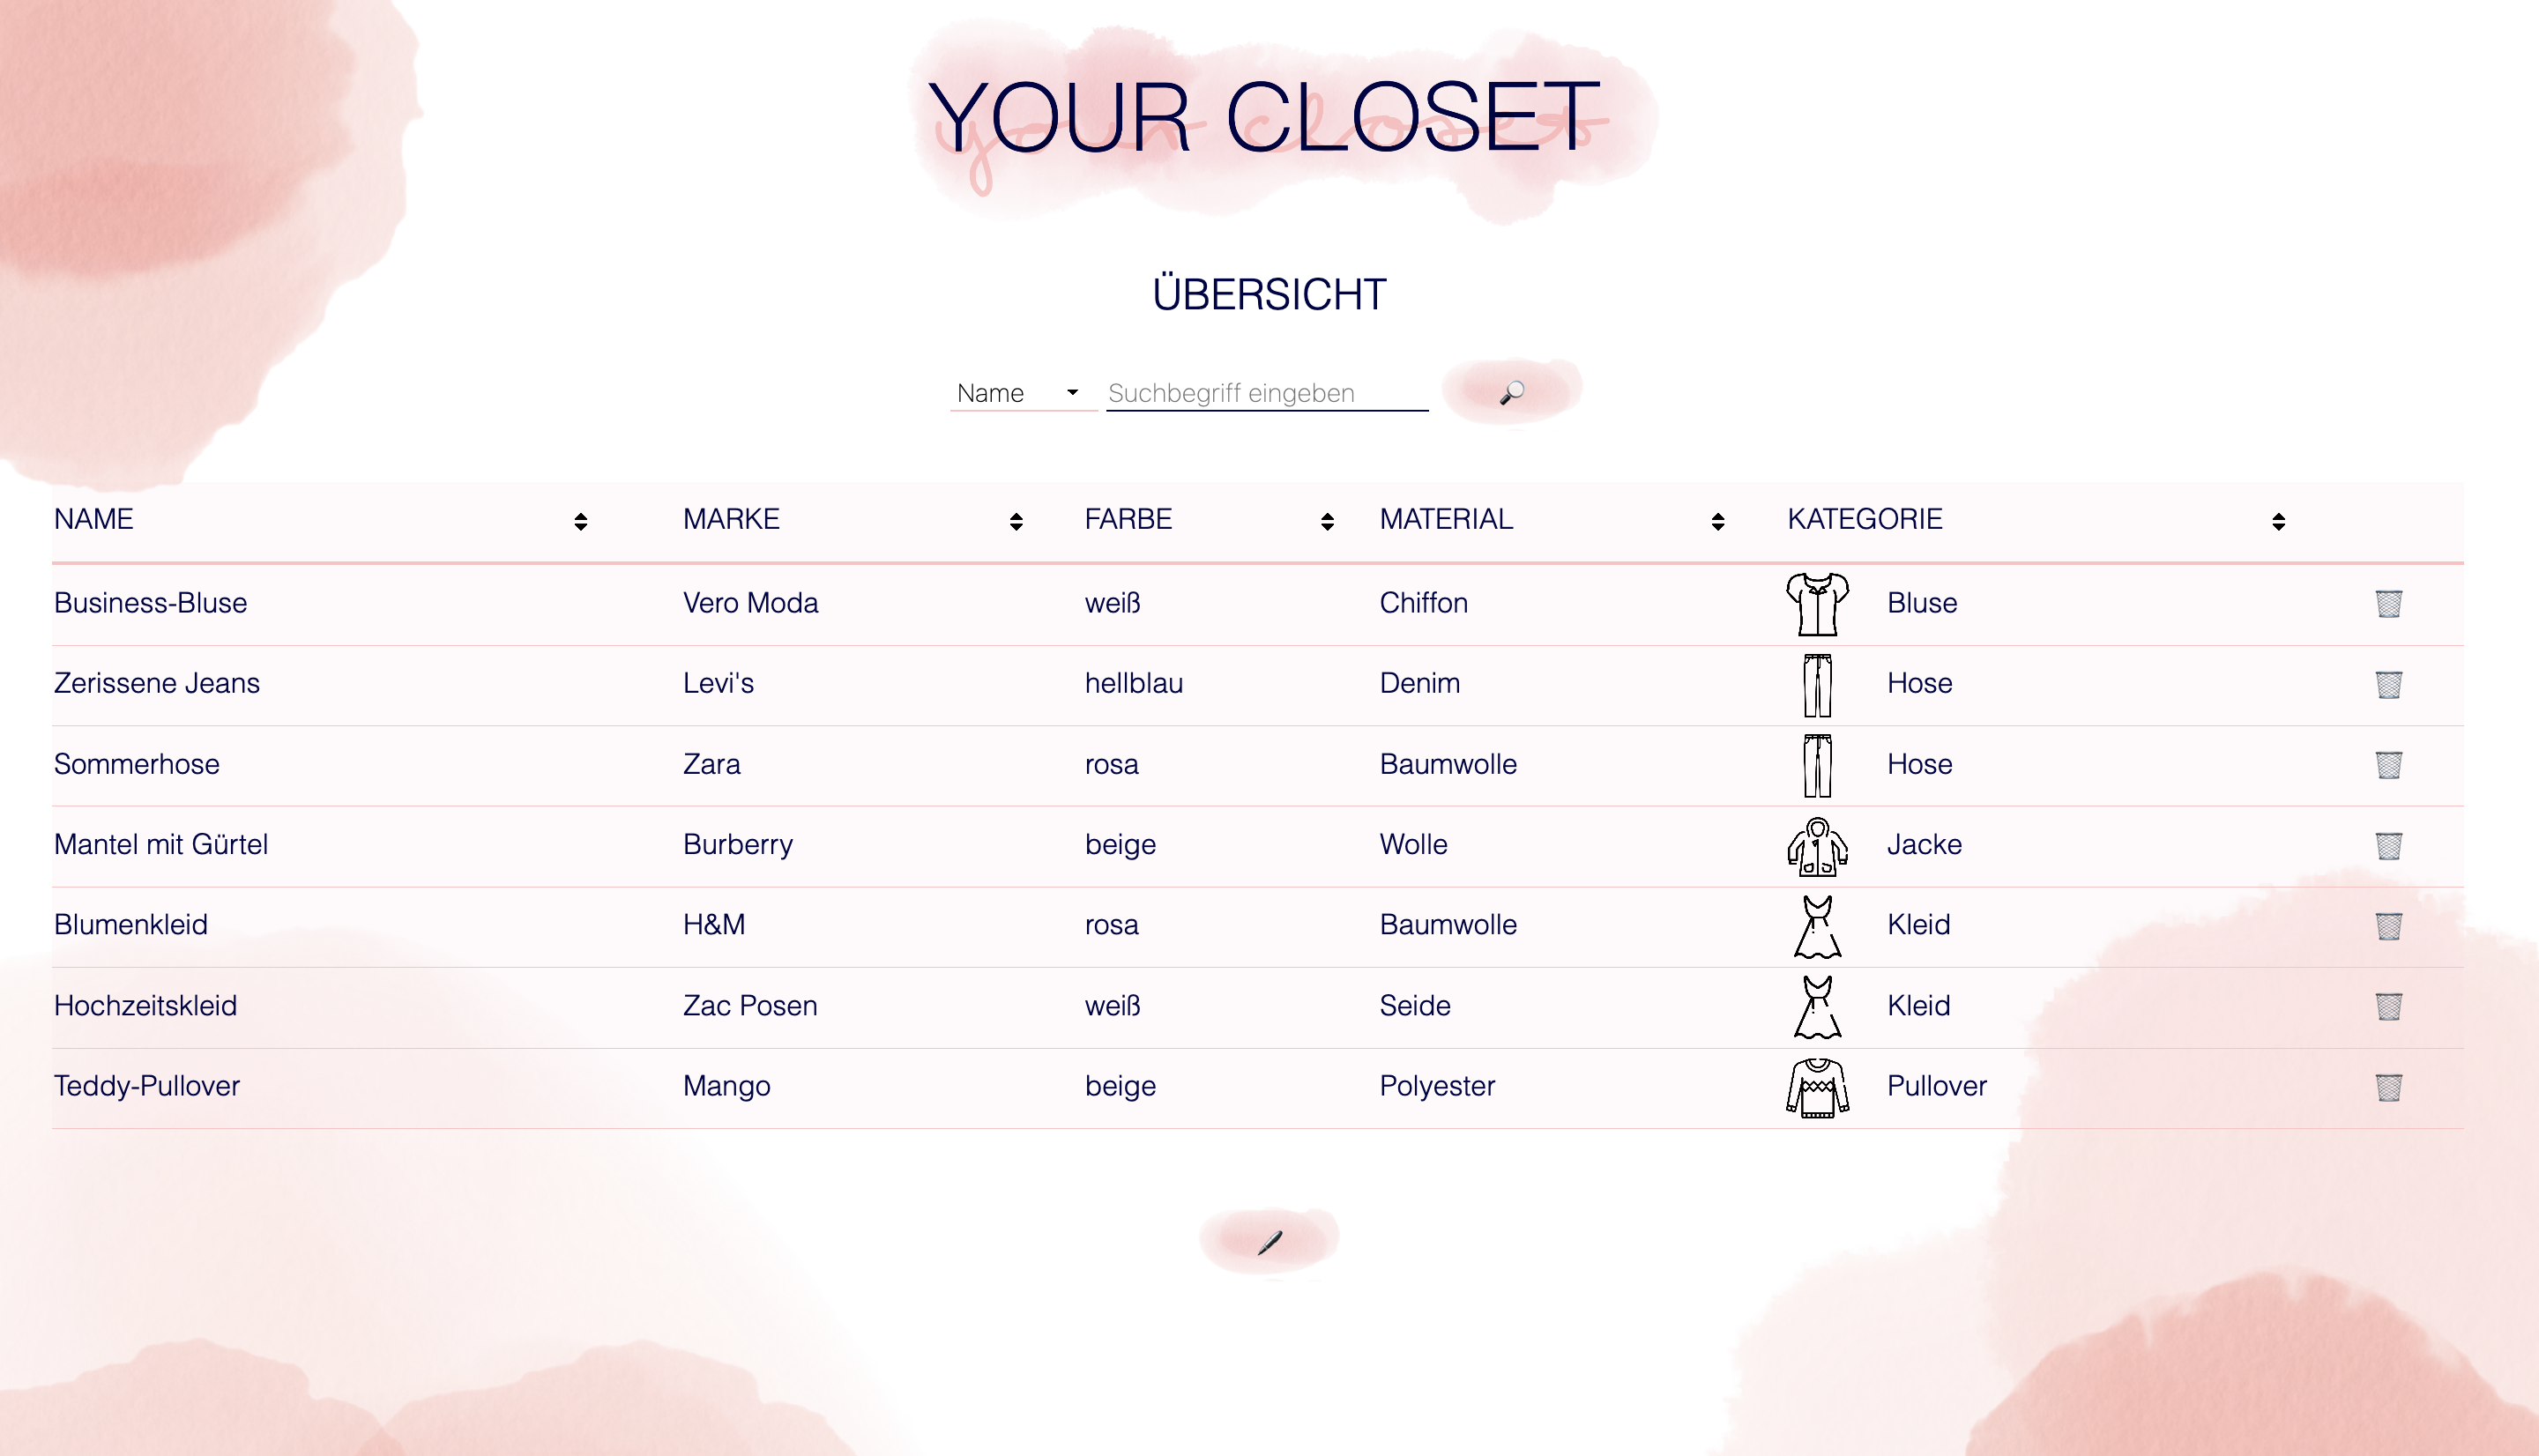 YOUR CLOSET
your closet
ÜBERSICHT
Name Suchbegriff eingeben
NAME MARKE FARBE MATERIAL KATEGORIE
Business-Bluse Vero Moda weiß Chiffon Bluse
Zerissene Jeans Levi's hellblau Denim Hose
Sommerhose Zara rosa Baumwolle Hose
Mantel mit Gürtel Burberry beige Wolle Jacke
Blumenkleid H&M rosa Baumwolle Kleid
Hochzeitskleid Zac Posen weiß Seide Kleid
Teddy-Pullover Mango beige Polyester Pullover